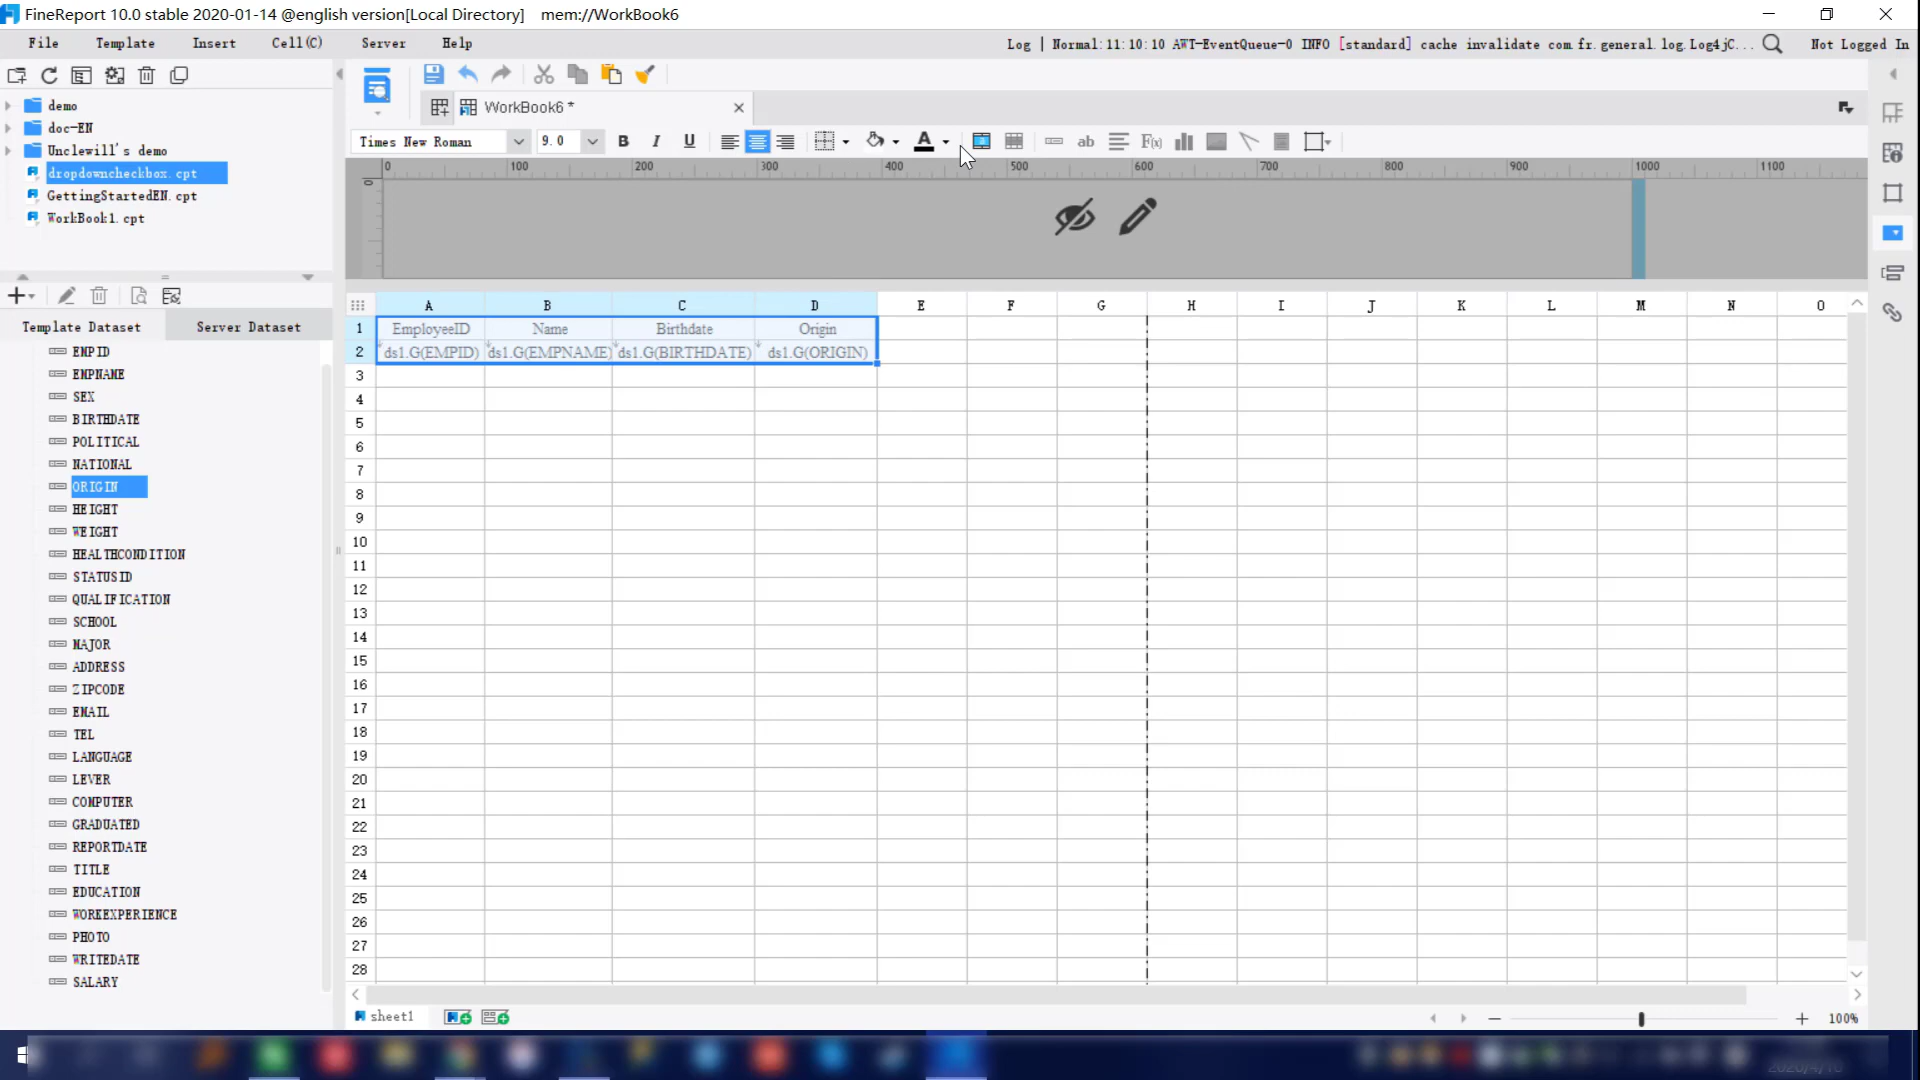 FineReport 10.0 stable 2020-01-14 @english version[Local Directory] mem://WorkBook6
File Template Insert Cell(C) Server Help
Log | Normal:11:10:10 AWT-EventQueue-0 INFO [standard] cache invalidate com.fr.general.log.Log4jC... Not Logged In
demo
doc-EN
Unclewill's demo
dropdowncheckbox.cpt
GettingStartedEN.cpt
WorkBook1.cpt
WorkBook6 *
Times New Roman 9.0 B I U A ab F(x)
0 100 200 300 400 500 600 700 800 900 1000 1100
0
Template Dataset Server Dataset
EMPID
EMPNAME
SEX
BIRTHDATE
POLITICAL
NATIONAL
ORIGIN
HEIGHT
WEIGHT
HEALTHCONDITION
STATUSID
QUALIFICATION
SCHOOL
MAJOR
ADDRESS
ZIPCODE
EMAIL
TEL
LANGUAGE
LEVER
COMPUTER
GRADUATED
REPORTDATE
TITLE
EDUCATION
WORKEXPERIENCE
PHOTO
WRITEDATE
SALARY
A B C D E F G H I J K L M N O
1 EmployeeID Name Birthdate Origin
2 ds1.G(EMPID) ds1.G(EMPNAME) ds1.G(BIRTHDATE) ds1.G(ORIGIN)
3
4
5
6
7
8
9
10
11
12
13
14
15
16
17
18
19
20
21
22
23
24
25
26
27
28
sheet1
100%